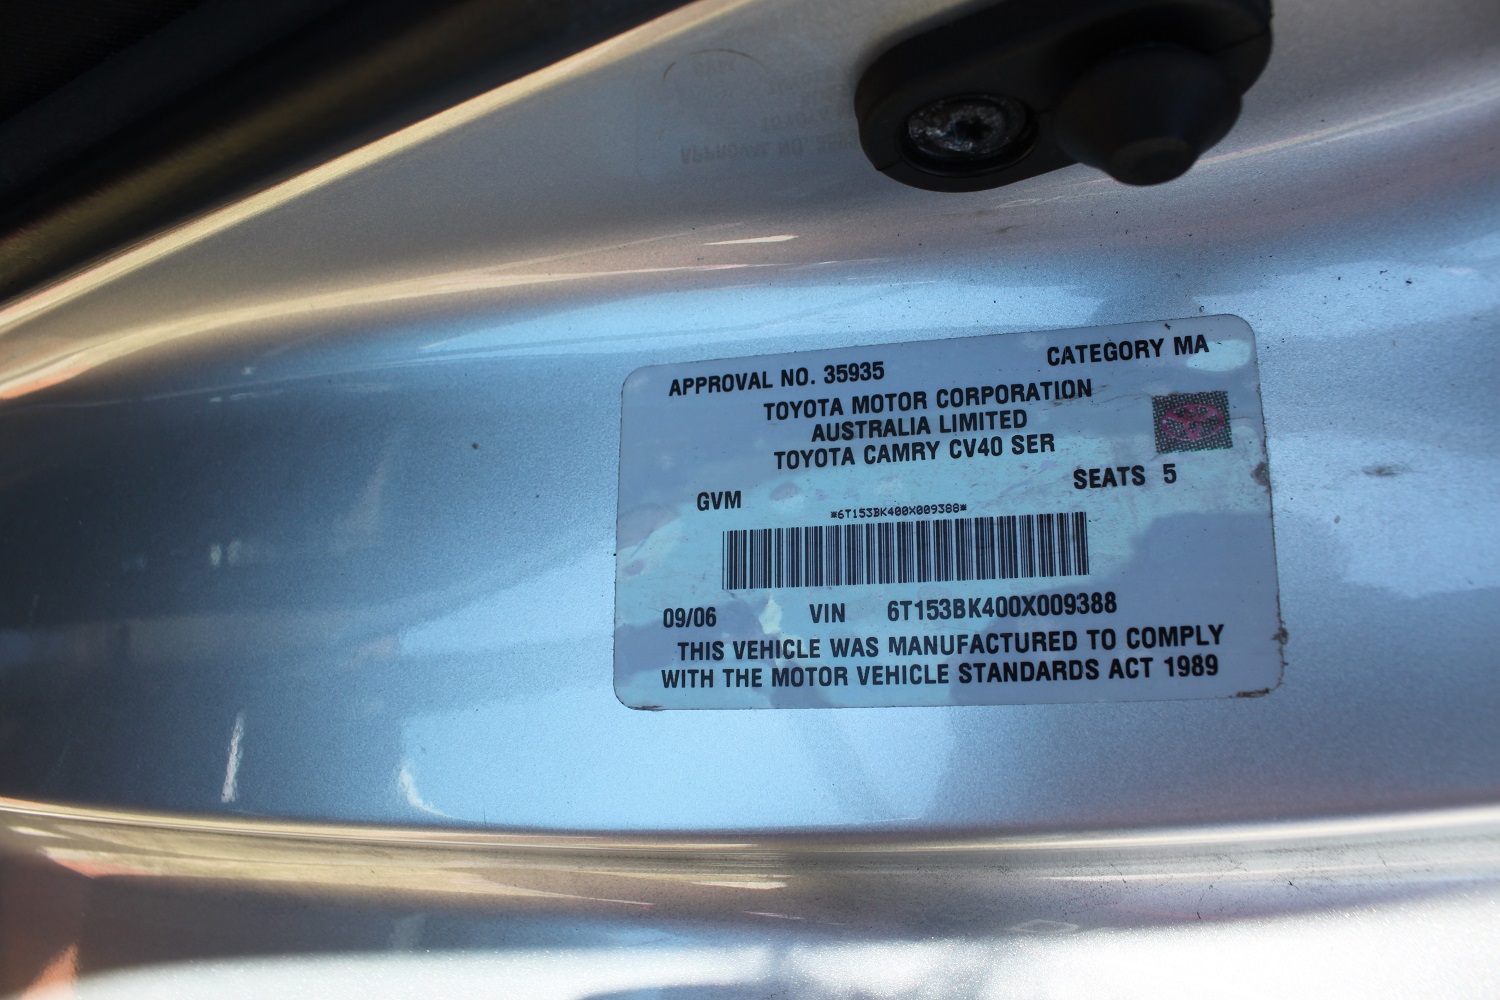 APPROVAL NO. 35935 CATEGORY MA
TOYOTA MOTOR CORPORATION
AUSTRALIA LIMITED
TOYOTA CAMRY CV40 SER
SEATS 5
GVM
*6T153BK400X009388*
09/06 VIN 6T153BK400X009388
THIS VEHICLE WAS MANUFACTURED TO COMPLY
WITH THE MOTOR VEHICLE STANDARDS ACT 1989